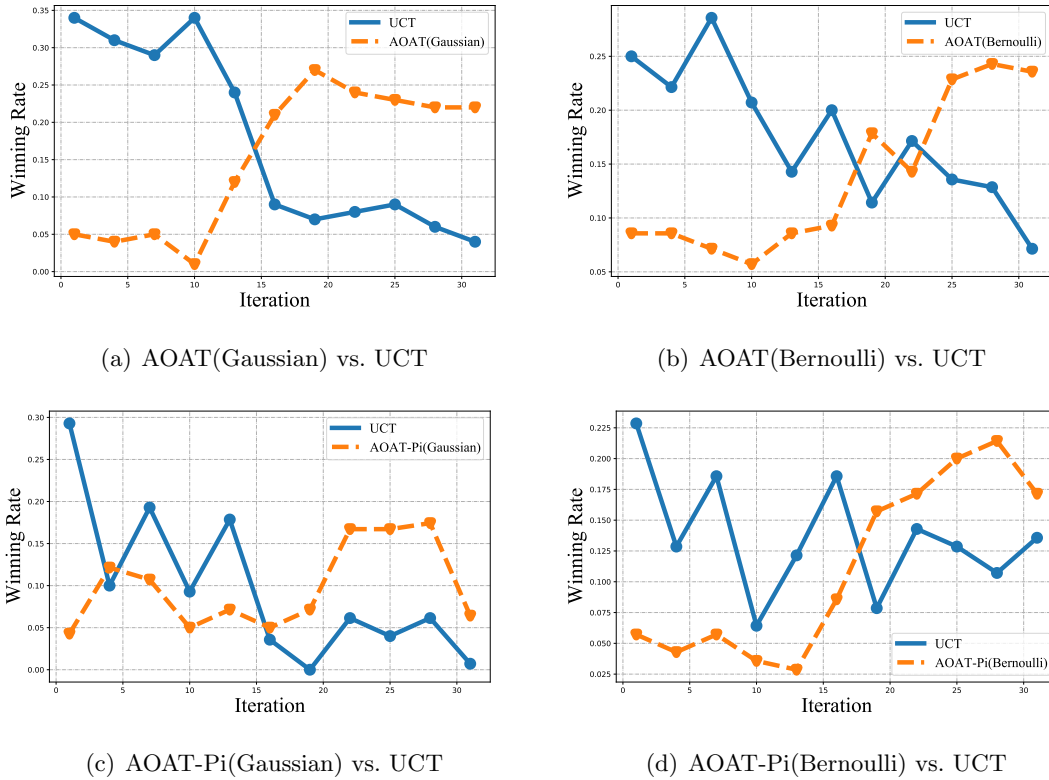 0.35
0.30
0.25
0.20
0.15
0.10
0.05
0.00
Winning Rate
UCT
AOAT(Gaussian)
0 5 10 15 20 25 30
Iteration
(a) AOAT(Gaussian) vs. UCT
0.25
0.20
0.15
0.10
0.05
Winning Rate
UCT
AOAT(Bernoulli)
0 5 10 15 20 25 30
Iteration
(b) AOAT(Bernoulli) vs. UCT
0.30
0.25
0.20
0.15
0.10
0.05
0.00
Winning Rate
UCT
AOAT-Pi(Gaussian)
0 5 10 15 20 25 30
Iteration
(c) AOAT-Pi(Gaussian) vs. UCT
0.225
0.200
0.175
0.150
0.125
0.100
0.075
0.050
0.025
Winning Rate
UCT
AOAT-Pi(Bernoulli)
0 5 10 15 20 25 30
Iteration
(d) AOAT-Pi(Bernoulli) vs. UCT